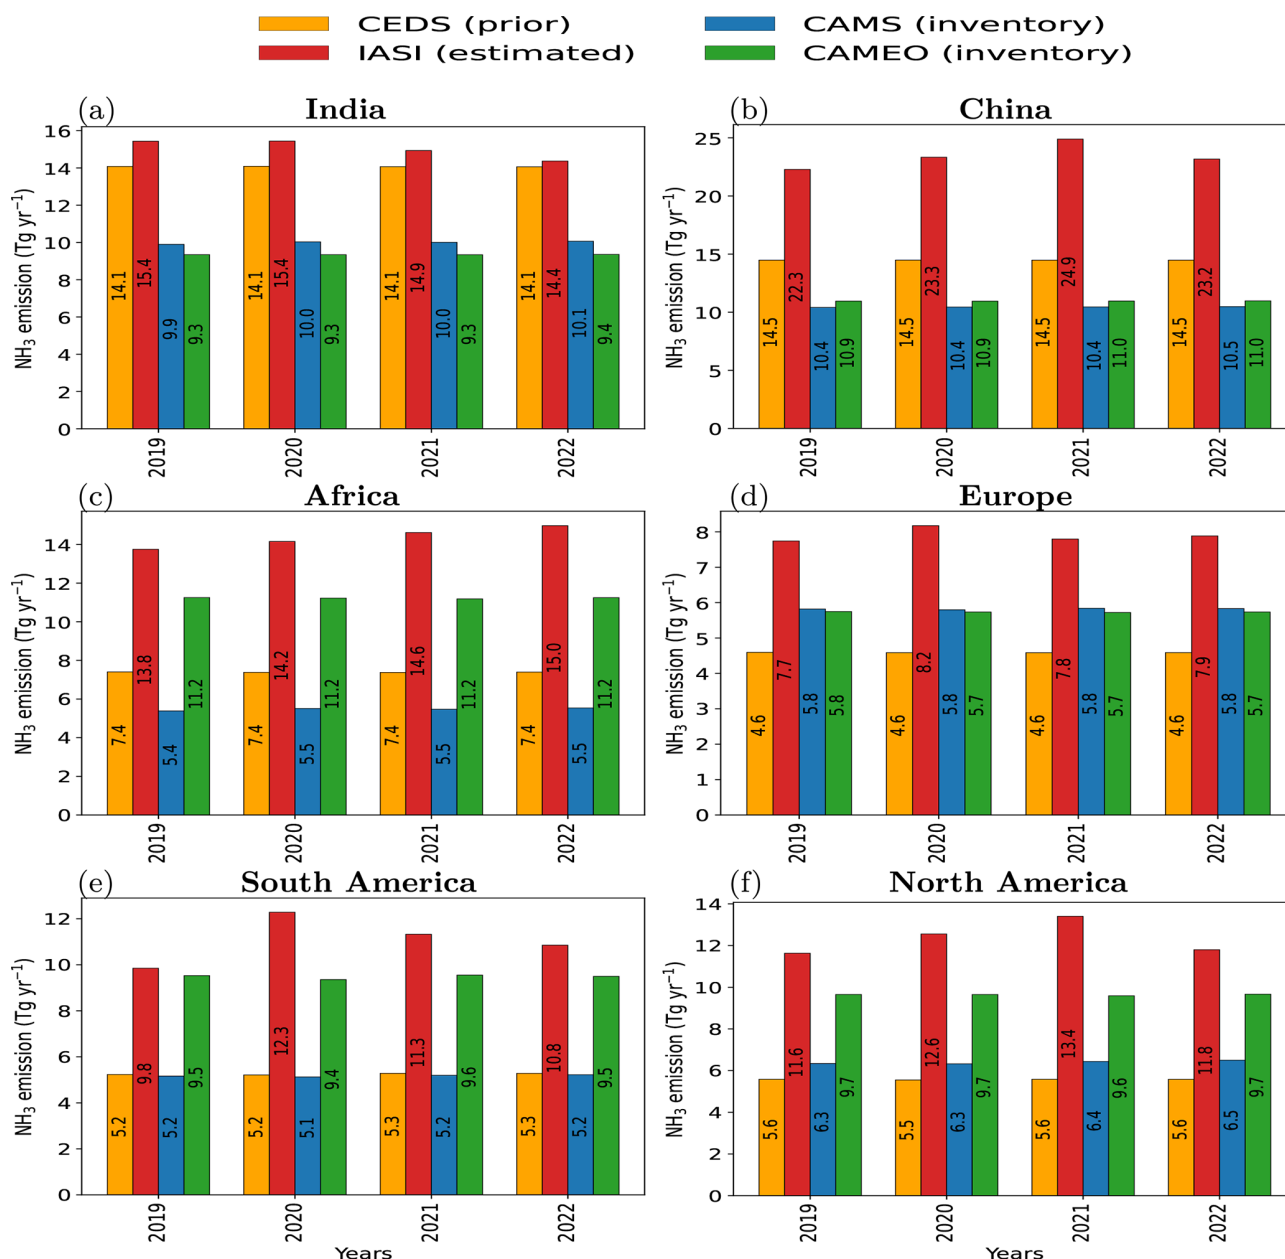 CEDS (prior)
CAMS (inventory)
IASI (estimated)
CAMEO (inventory)
(a) India
NH₃ emission (Tg yr⁻¹)
16
14
12
10
8
6
4
2
0
14.1 15.4 9.9 9.3
14.1 15.4 10.0 9.3
14.1 14.9 10.0 9.3
14.1 14.4 10.1 9.4
2019 2020 2021 2022
(b) China
NH₃ emission (Tg yr⁻¹)
25
20
15
10
5
0
14.5 22.3 10.4 10.9
14.5 23.3 10.4 10.9
14.5 24.9 10.4 11.0
14.5 23.2 10.5 11.0
2019 2020 2021 2022
(c) Africa
NH₃ emission (Tg yr⁻¹)
14
12
10
8
6
4
2
0
7.4 13.8 5.4 11.2
7.4 14.2 5.5 11.2
7.4 14.6 5.5 11.2
7.4 15.0 5.5 11.2
2019 2020 2021 2022
(d) Europe
NH₃ emission (Tg yr⁻¹)
8
7
6
5
4
3
2
1
0
4.6 7.7 5.8 5.8
4.6 8.2 5.8 5.7
4.6 7.8 5.8 5.7
4.6 7.9 5.8 5.7
2019 2020 2021 2022
(e) South America
NH₃ emission (Tg yr⁻¹)
12
10
8
6
4
2
0
5.2 9.8 5.2 9.5
5.2 12.3 5.1 9.4
5.3 11.3 5.2 9.6
5.3 10.8 5.2 9.5
2019 2020 2021 2022
Years
(f) North America
NH₃ emission (Tg yr⁻¹)
14
12
10
8
6
4
2
0
5.6 11.6 6.3 9.7
5.5 12.6 6.3 9.7
5.6 13.4 6.4 9.6
5.6 11.8 6.5 9.7
2019 2020 2021 2022
Years